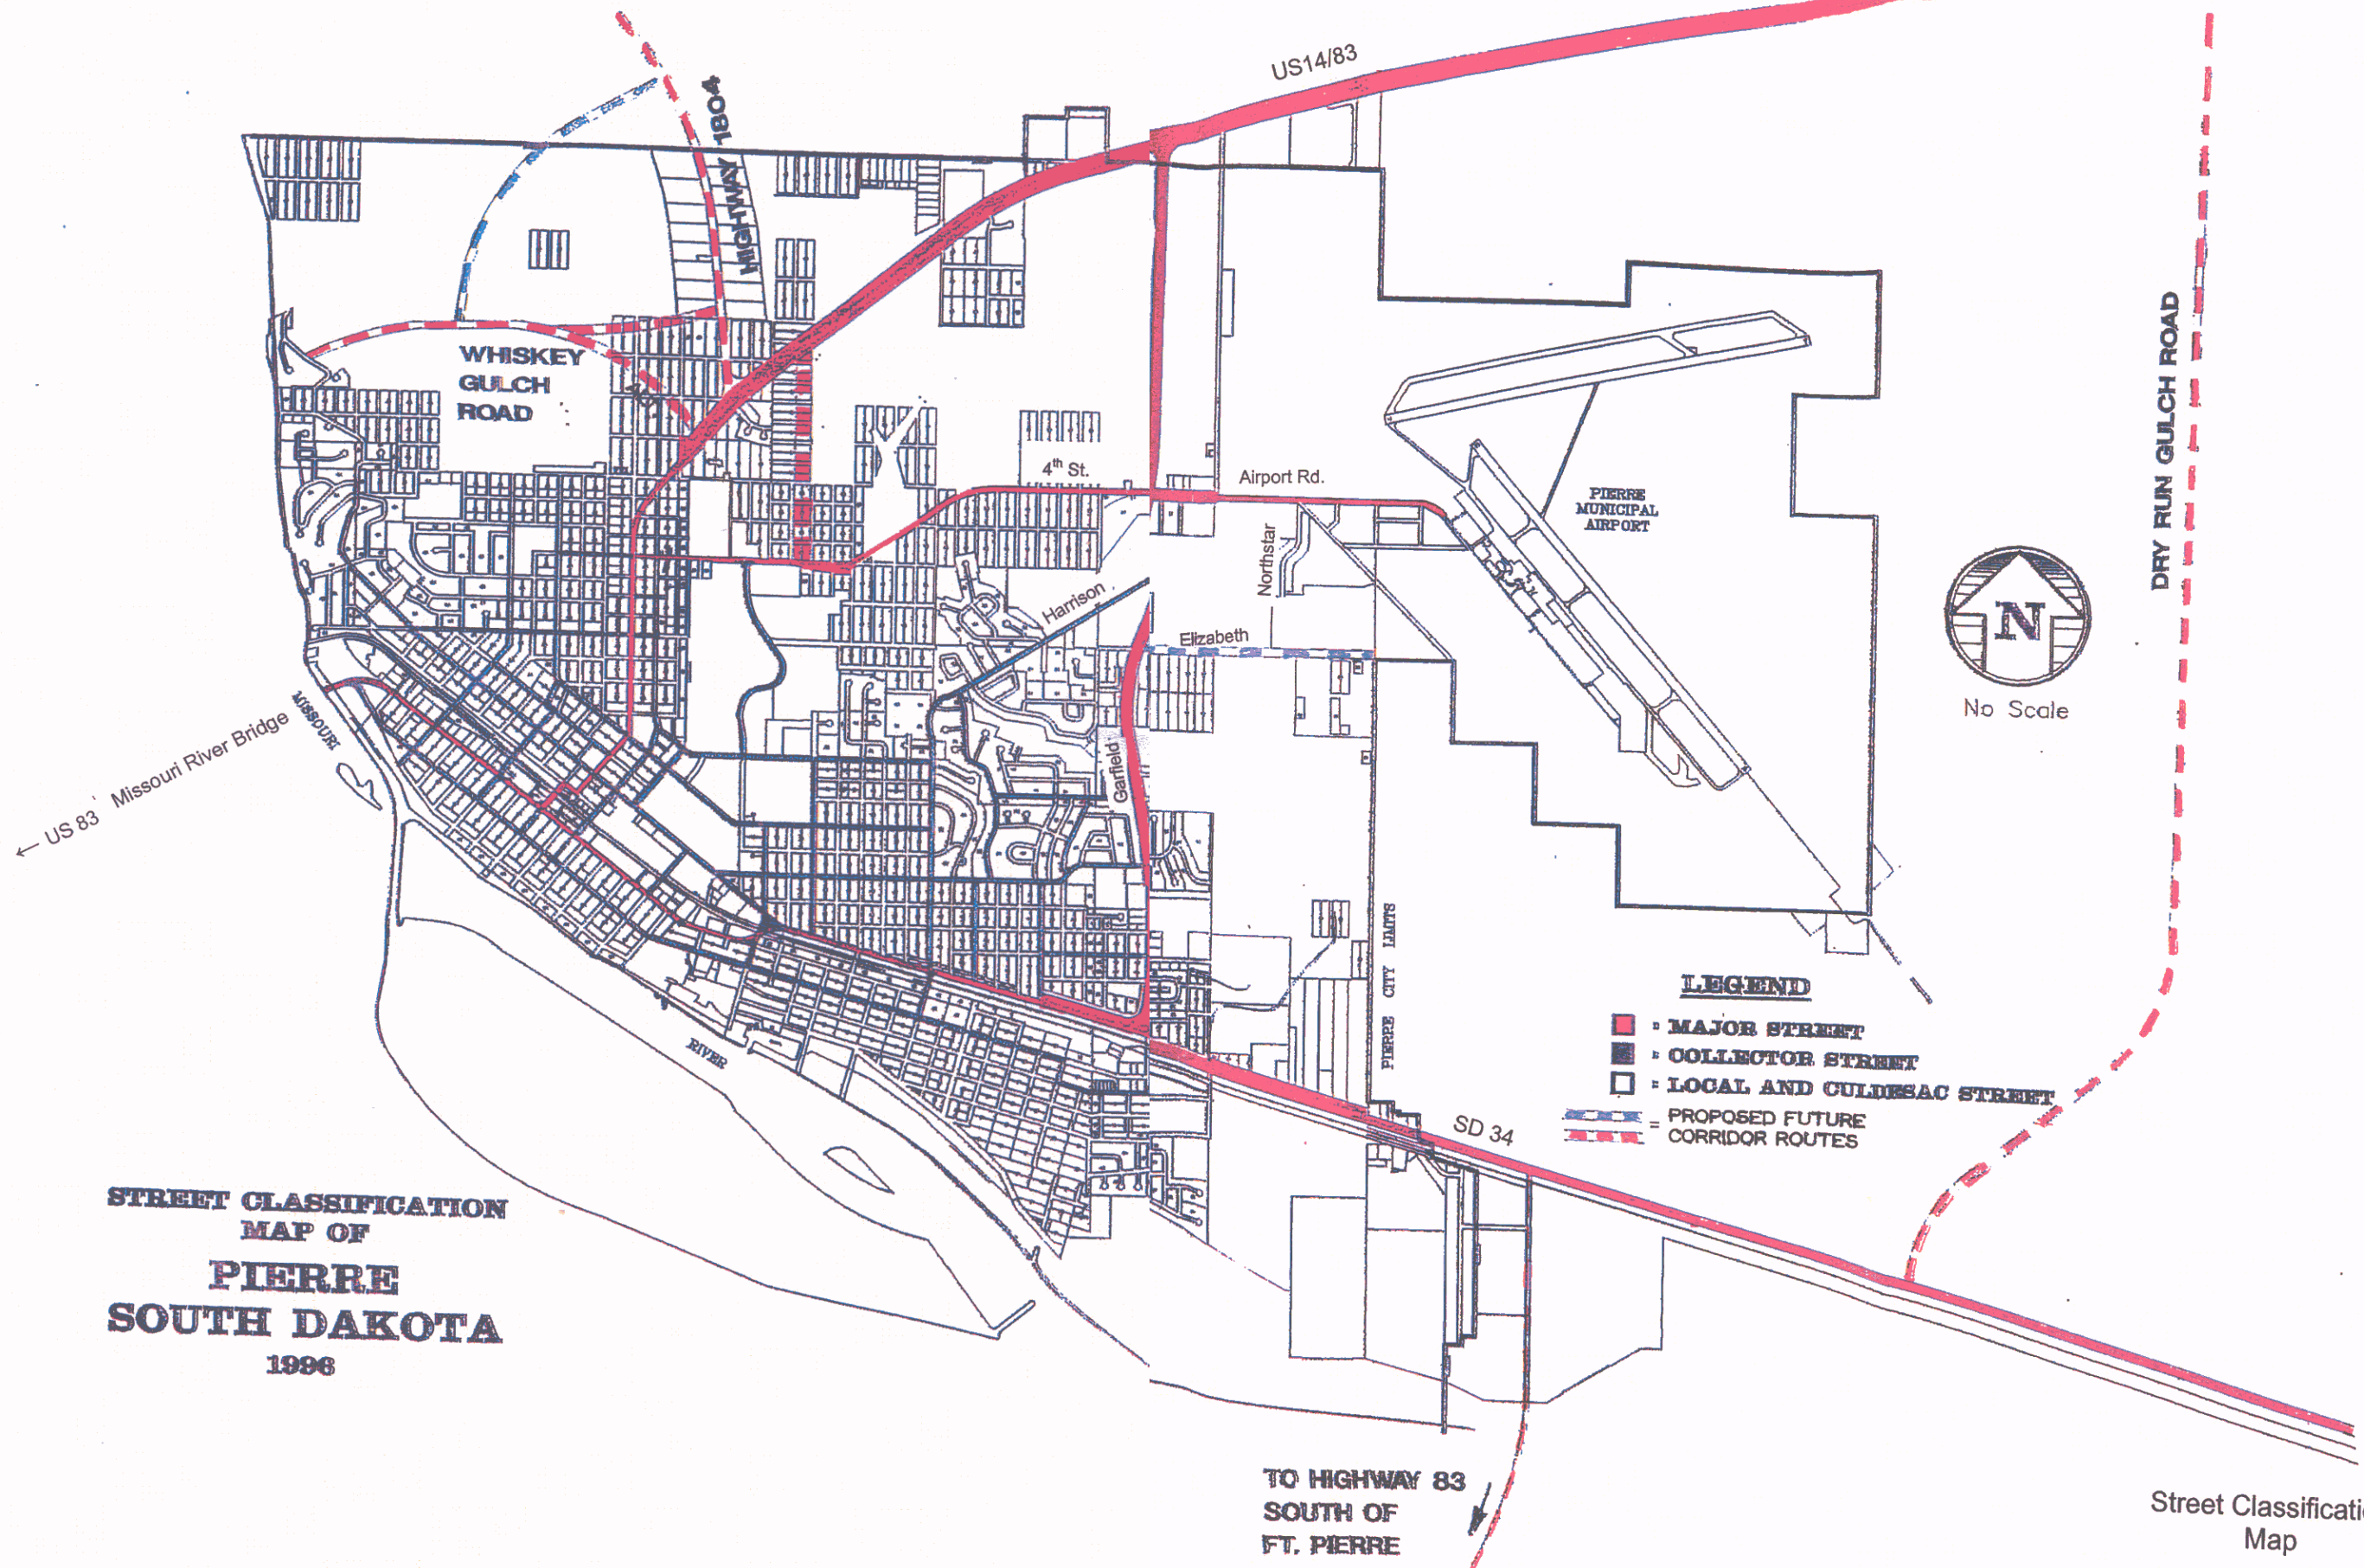 US14/83
HIGHWAY 1804
WHISKEY
GULCH
ROAD
4th St.
Airport Rd.
PIERRE
MUNICIPAL
AIRPORT
DRY RUN GULCH ROAD
Northstar
Harrison
Elizabeth
N
No Scale
← US 83 Missouri River Bridge
MISSOURI
Garfield
PIERRE CITY LIMITS
RIVER
LEGEND
= MAJOR STREET
= COLLECTOR STREET
= LOCAL AND CULDESAC STREET
= PROPOSED FUTURE
CORRIDOR ROUTES
SD 34
STREET CLASSIFICATION
MAP OF
PIERRE
SOUTH DAKOTA
1996
TO HIGHWAY 83
SOUTH OF
FT. PIERRE
Street Classificati
Map